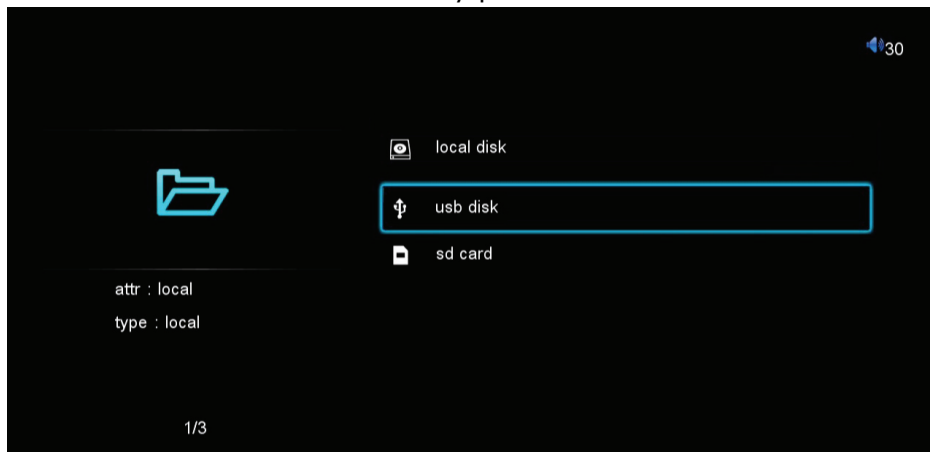 30
local disk
usb disk
sd card
attr : local
type : local
1/3